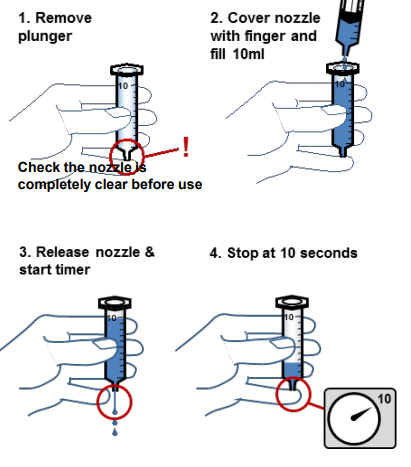 1. Remove
plunger
2. Cover nozzle
with finger and
fill 10ml
10
10
!
Check the nozzle is
completely clear before use
3. Release nozzle &
start timer
4. Stop at 10 seconds
10
10
10